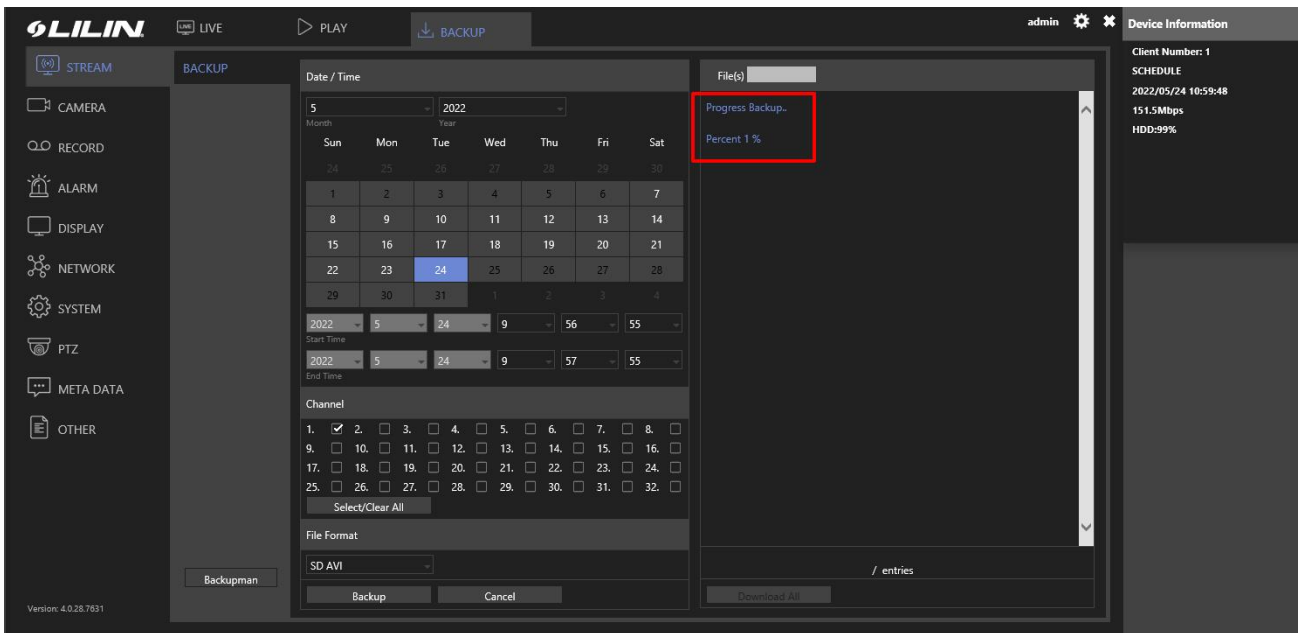 LILIN
LIVE LIVE
PLAY
BACKUP
admin
Device Information
STREAM
CAMERA
RECORD
ALARM
DISPLAY
NETWORK
SYSTEM
PTZ
META DATA
OTHER
Version: 4.0.28.7631
BACKUP
Backupman
Date / Time
5 2022
Month Year
Sun Mon Tue Wed Thu Fri Sat
24 25 26 27 28 29 30
1 2 3 4 5 6 7
8 9 10 11 12 13 14
15 16 17 18 19 20 21
22 23 24 25 26 27 28
29 30 31 1 2 3 4
2022 5 24 9 56 55
Start Time
2022 5 24 9 57 55
End Time
Channel
1. 2. 3. 4. 5. 6. 7. 8.
9. 10. 11. 12. 13. 14. 15. 16.
17. 18. 19. 20. 21. 22. 23. 24.
25. 26. 27. 28. 29. 30. 31. 32.
Select/Clear All
File Format
SD AVI
Backup Cancel
File(s)
Progress Backup..
Percent 1 %
/ entries
Download All
Client Number: 1
SCHEDULE
2022/05/24 10:59:48
151.5Mbps
HDD:99%